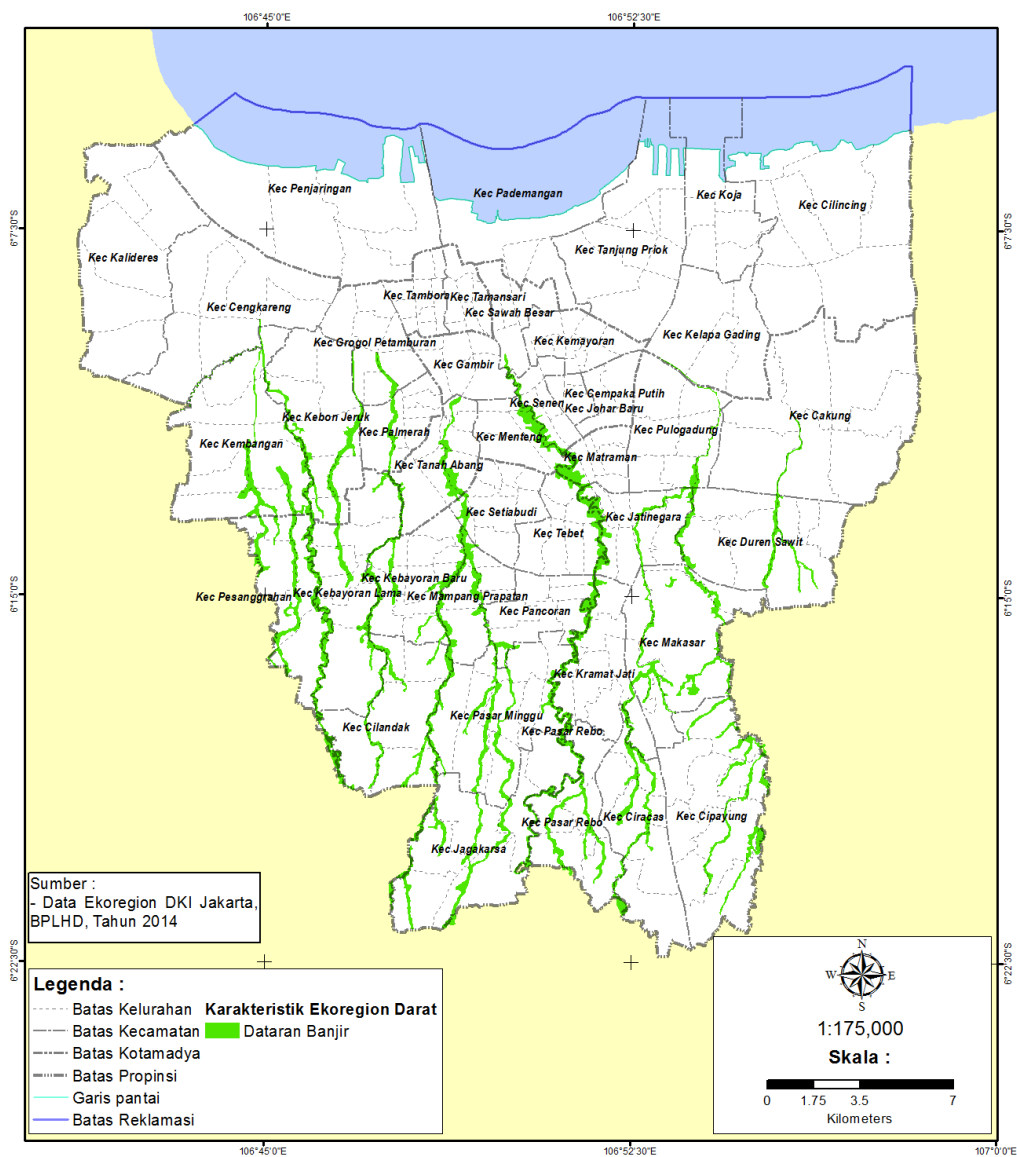 106°45'0"E
106°52'30"E
Kec Penjaringan
Kec Pademangan
Kec Koja
Kec Cilincing
6°7'30"S
6°7'30"S
Kec Kalideres
Kec Tanjung Priok
Kec Cengkareng
Kec Tambora
Kec Tamansari
Kec Sawah Besar
Kec Grogol Petamburan
Kec Kemayoran
Kec Kelapa Gading
Kec Gambir
Kec Cempaka Putih
Kec Senen
Kec Johar Baru
Kec Kebon Jeruk
Kec Cakung
Kec Palmerah
Kec Menteng
Kec Pulogadung
Kec Kembangan
Kec Matraman
Kec Tanah Abang
Kec Setiabudi
Kec Jatinegara
Kec Tebet
Kec Duren Sawit
Kec Kebayoran Baru
6°15'0"S
6°15'0"S
Kec Pesanggrahan
Kec Kebayoran Lama
Kec Mampang Prapatan
Kec Pancoran
Kec Makasar
Kec Kramat Jati
Kec Pasar Minggu
Kec Cilandak
Kec Pasar Rebo
Kec Pasar Rebo
Kec Ciracas
Kec Cipayung
Kec Jagakarsa
Sumber :
- Data Ekoregion DKI Jakarta,
BPLHD, Tahun 2014
6°22'30"S
6°22'30"S
Legenda :
Batas Kelurahan
Batas Kecamatan
Batas Kotamadya
Batas Propinsi
Garis pantai
Batas Reklamasi
Karakteristik Ekoregion Darat
Dataran Banjir
N
W E
S
1:175,000
Skala :
0 1.75 3.5 7
Kilometers
106°45'0"E
106°52'30"E
107°0'0"E